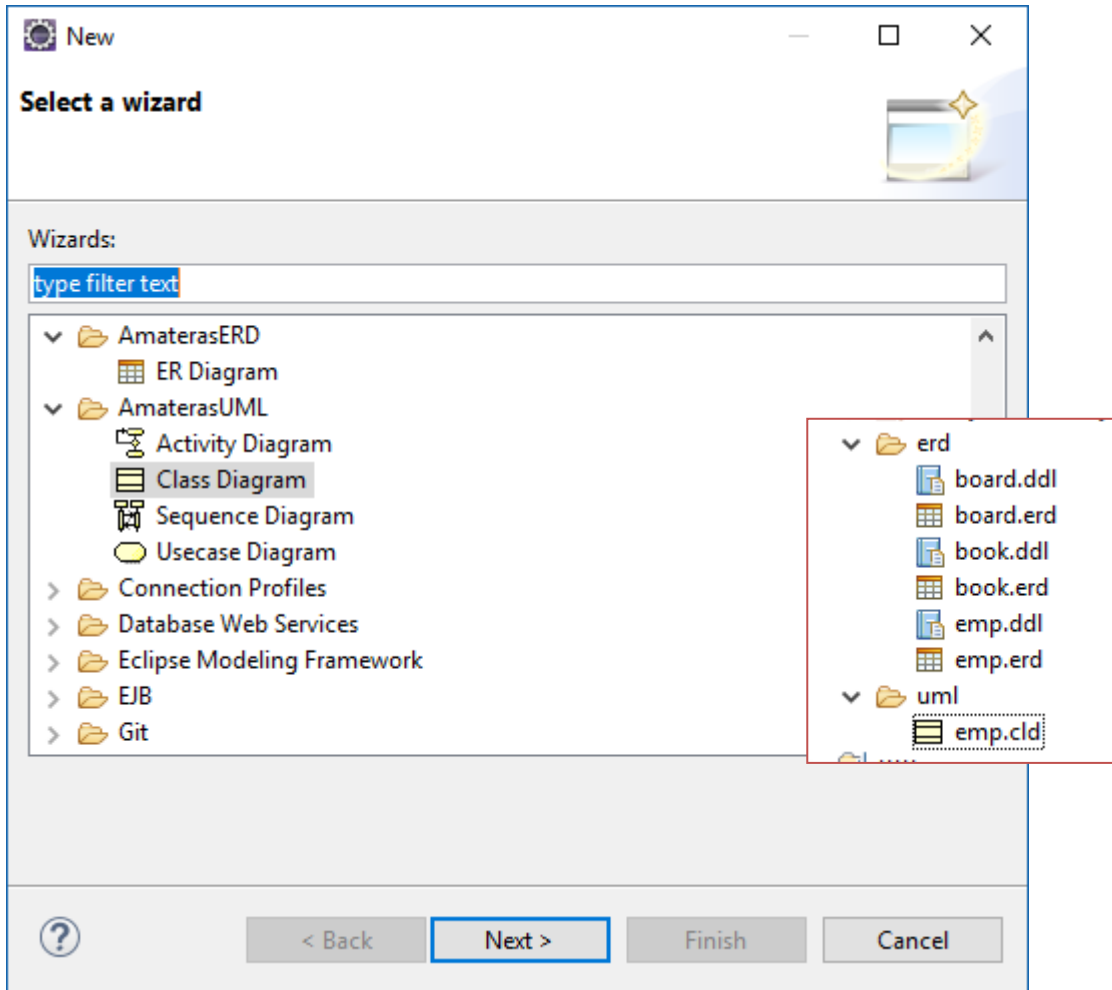 New
Select a wizard
Wizards:
type filter text
AmaterasERD
ER Diagram
AmaterasUML
Activity Diagram
Class Diagram
Sequence Diagram
Usecase Diagram
Connection Profiles
Database Web Services
Eclipse Modeling Framework
EJB
Git
erd
board.ddl
board.erd
book.ddl
book.erd
emp.ddl
emp.erd
uml
emp.cld
?
< Back
Next >
Finish
Cancel